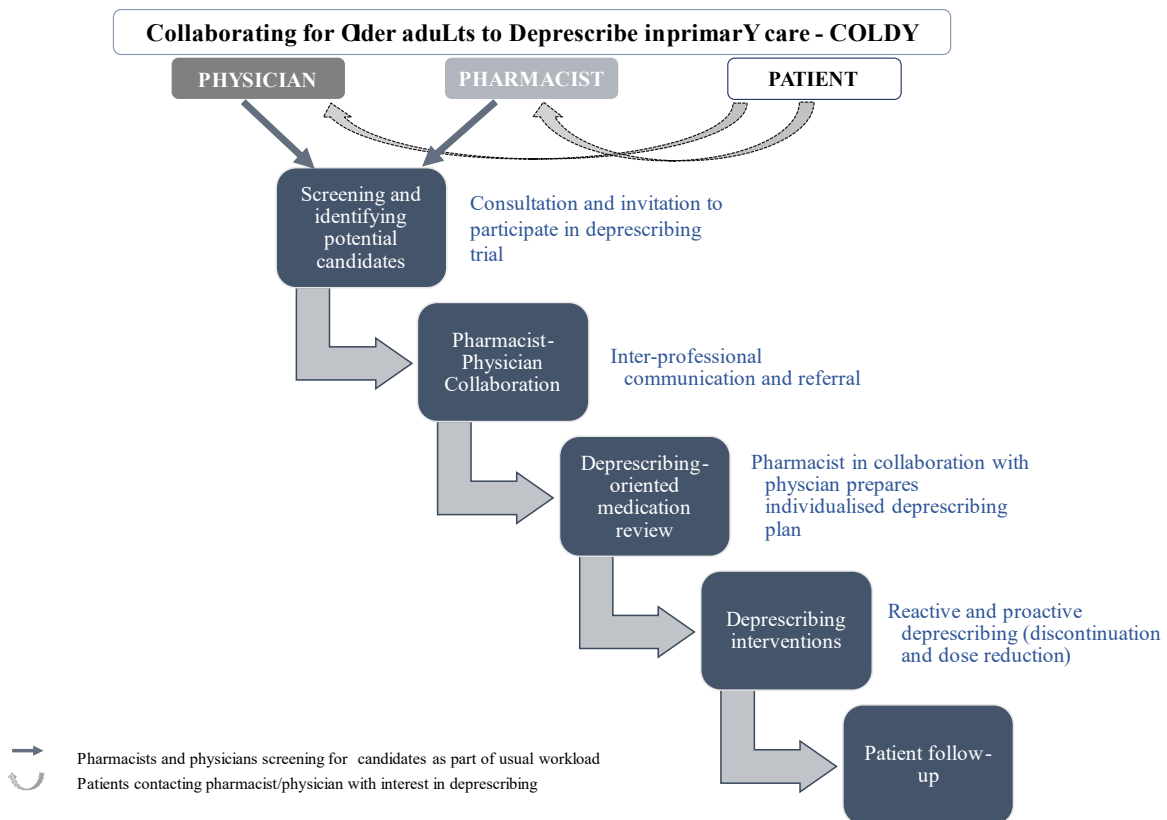 Collaborating for Older aduLts to Deprescribe inprimarY care - COLDY
PHYSICIAN
PHARMACIST
PATIENT
Screening and
identifying
potential
candidates
Consultation and invitation to
participate in deprescribing
trial
Pharmacist-
Physician
Collaboration
Inter-professional
communication and referral
Deprescribing-
oriented
medication
review
Pharmacist in collaboration with
physcian prepares
individualised deprescribing
plan
Deprescribing
interventions
Reactive and proactive
deprescribing (discontinuation
and dose reduction)
Patient follow-
up
Pharmacists and physicians screening for candidates as part of usual workload
Patients contacting pharmacist/physician with interest in deprescribing